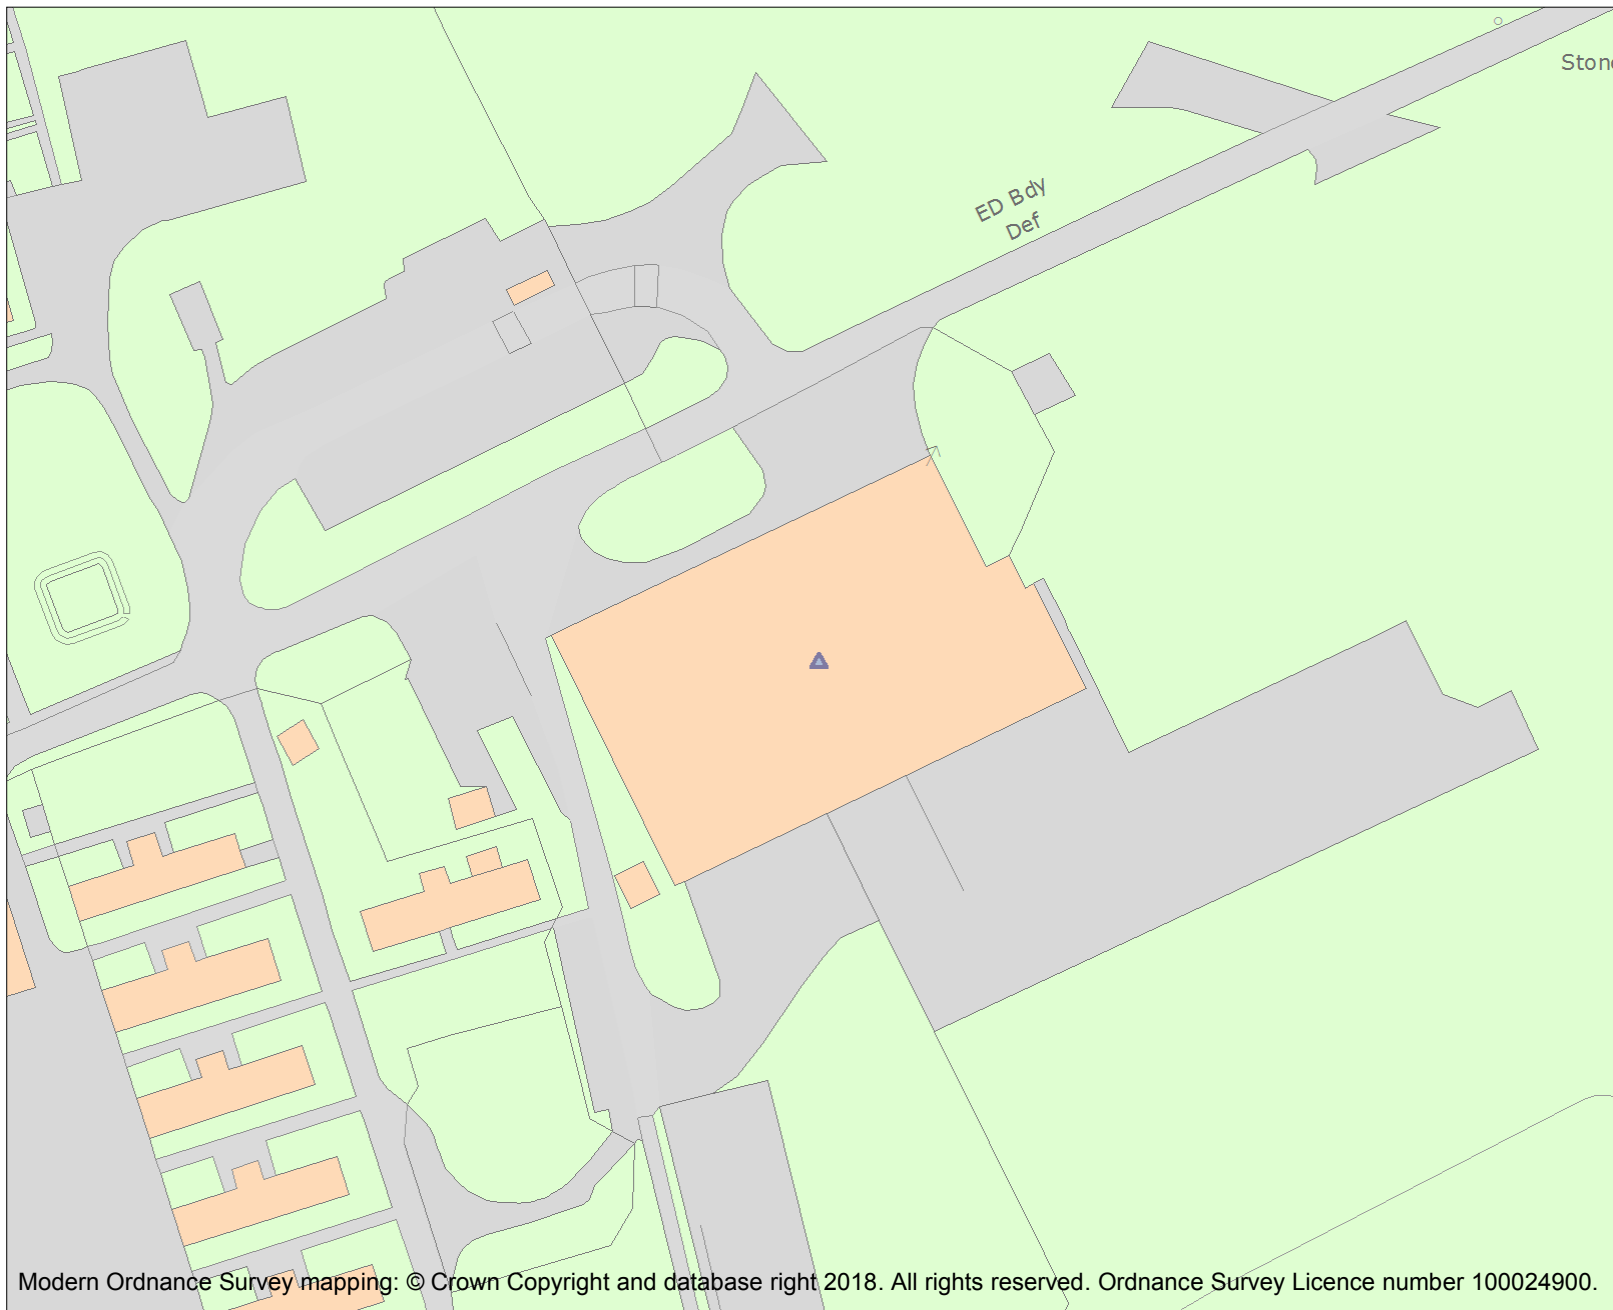 ED Bdy
Def
Modern Ordnance Survey mapping: © Crown Copyright and database right 2018. All rights reserved. Ordnance Survey Licence number 100024900.